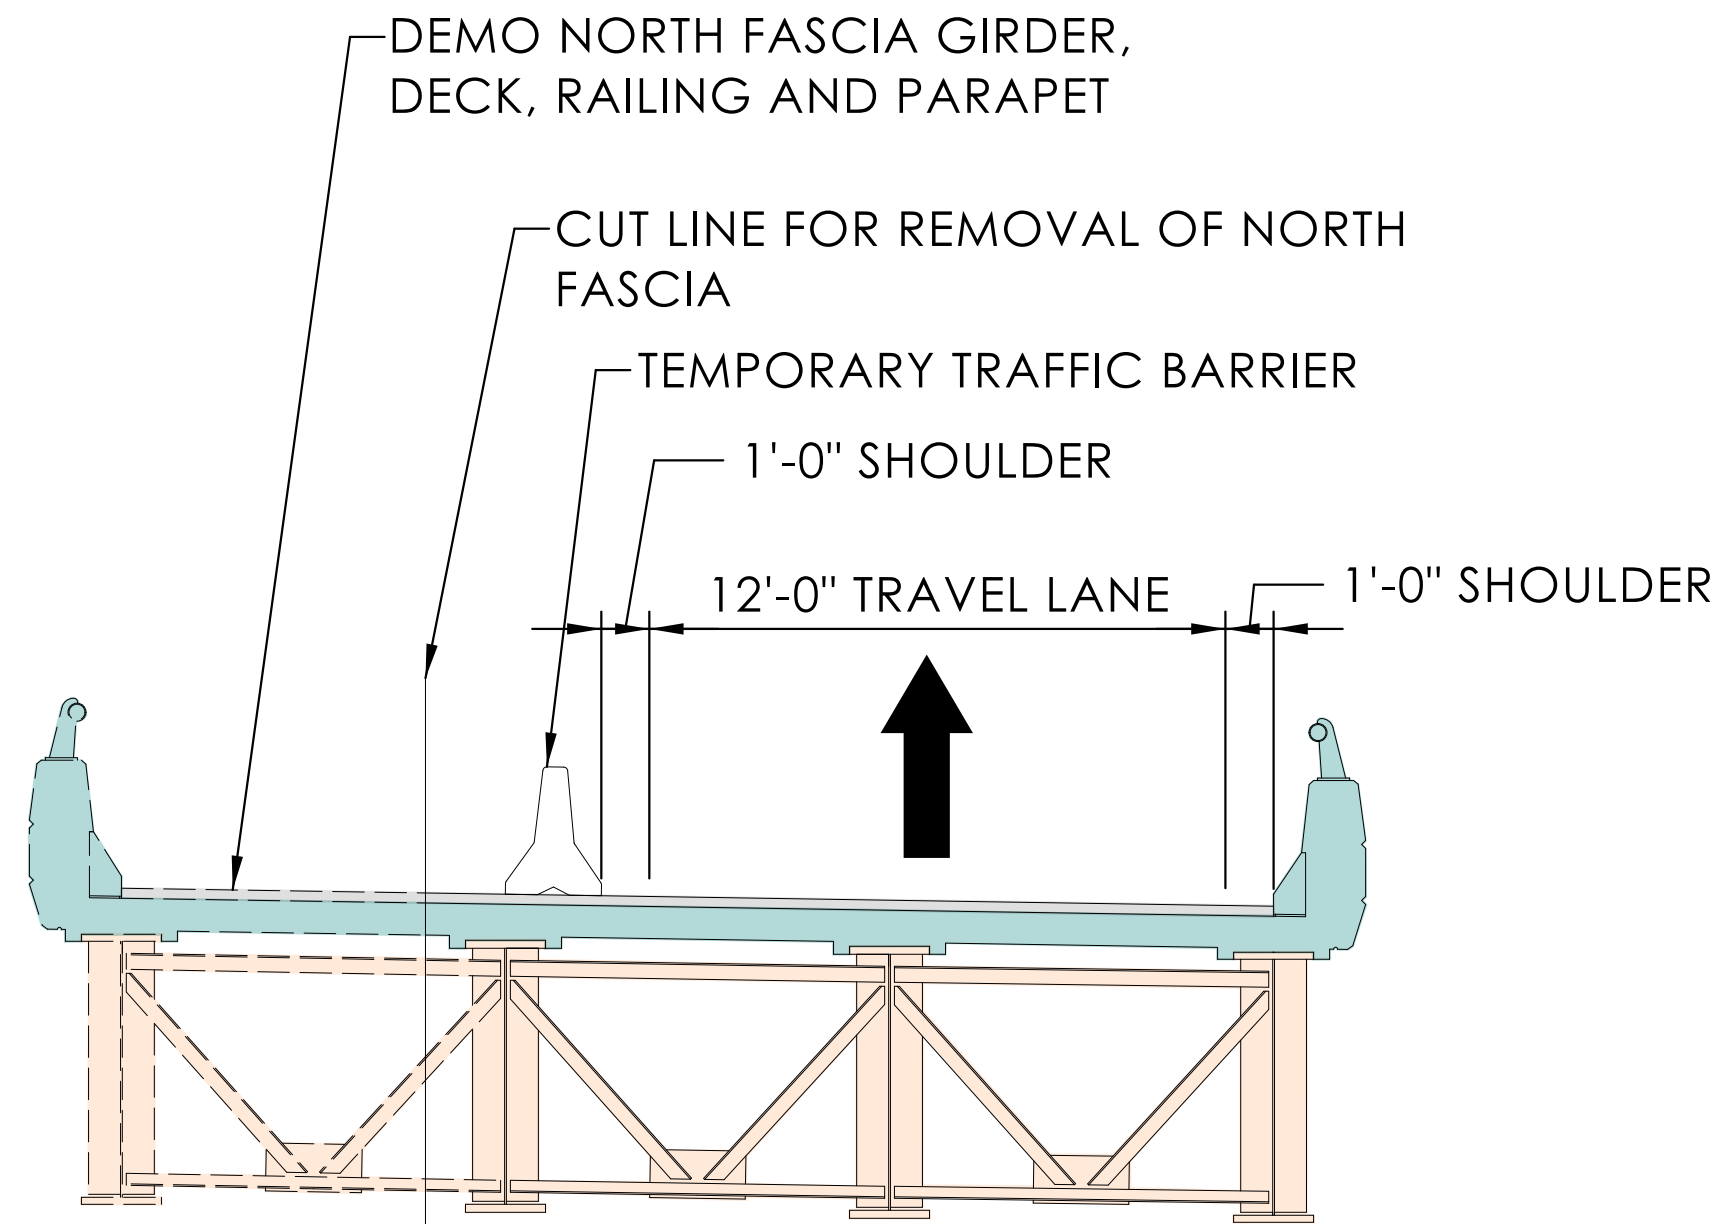 DEMO NORTH FASCIA GIRDER,
DECK, RAILING AND PARAPET
CUT LINE FOR REMOVAL OF NORTH
FASCIA
TEMPORARY TRAFFIC BARRIER
1'-0" SHOULDER
12'-0" TRAVEL LANE
1'-0" SHOULDER